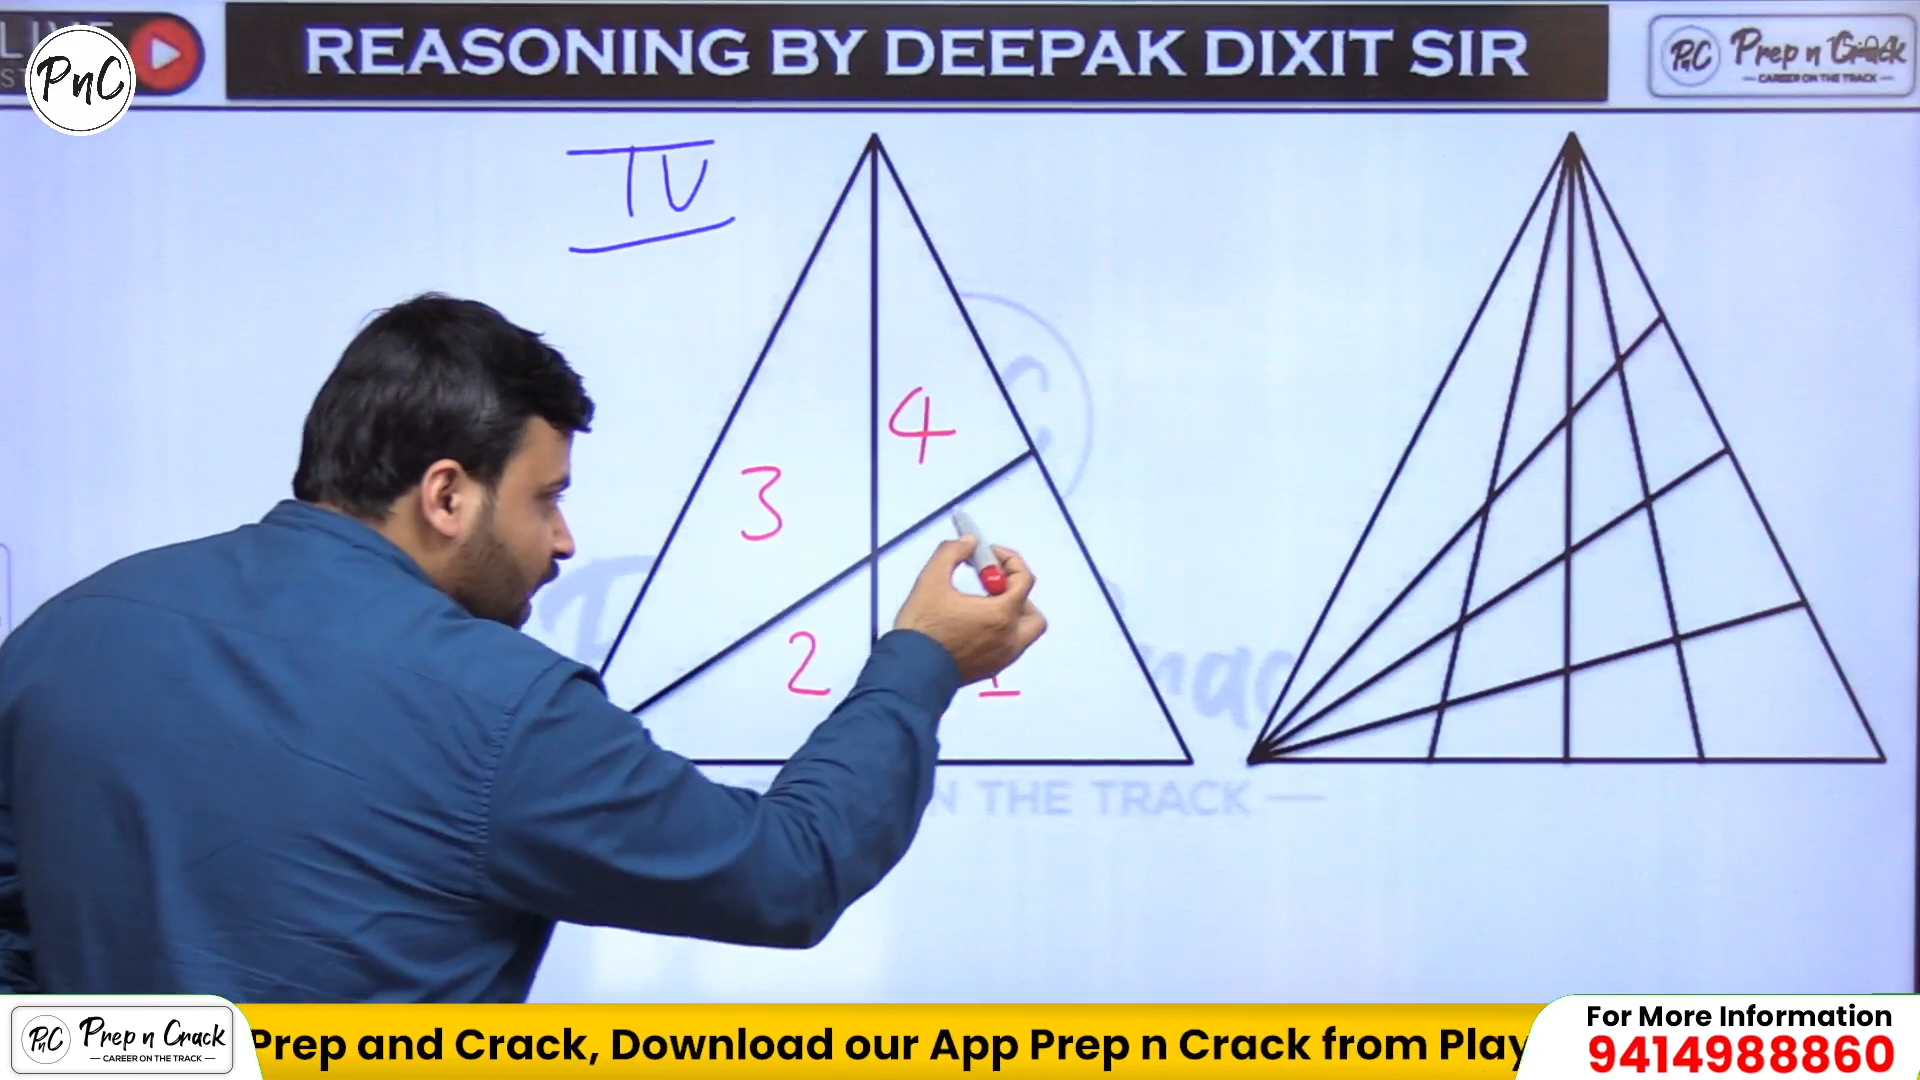 LIVE
PnC
REASONING BY DEEPAK DIXIT SIR
PnC Prep n Crack
— CAREER ON THE TRACK —
IV
3
4
2
1
N THE TRACK —
PnC Prep n Crack
— CAREER ON THE TRACK —
Prep and Crack, Download our App Prep n Crack from Play
For More Information
9414988860